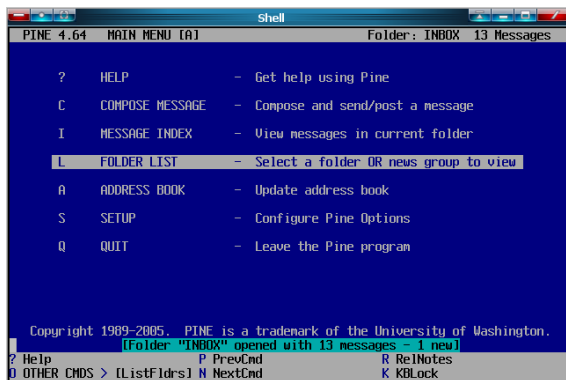 Shell
PINE 4.64 MAIN MENU [A] Folder: INBOX 13 Messages
? HELP - Get help using Pine
C COMPOSE MESSAGE - Compose and send/post a message
I MESSAGE INDEX - View messages in current folder
L FOLDER LIST - Select a folder OR news group to view
A ADDRESS BOOK - Update address book
S SETUP - Configure Pine Options
Q QUIT - Leave the Pine program
Copyright 1989-2005. PINE is a trademark of the University of Washington.
[Folder "INBOX" opened with 13 messages - 1 new]
? Help P PrevCmd R RelNotes
O OTHER CMDS > [ListFldrs] N NextCmd K KBLock